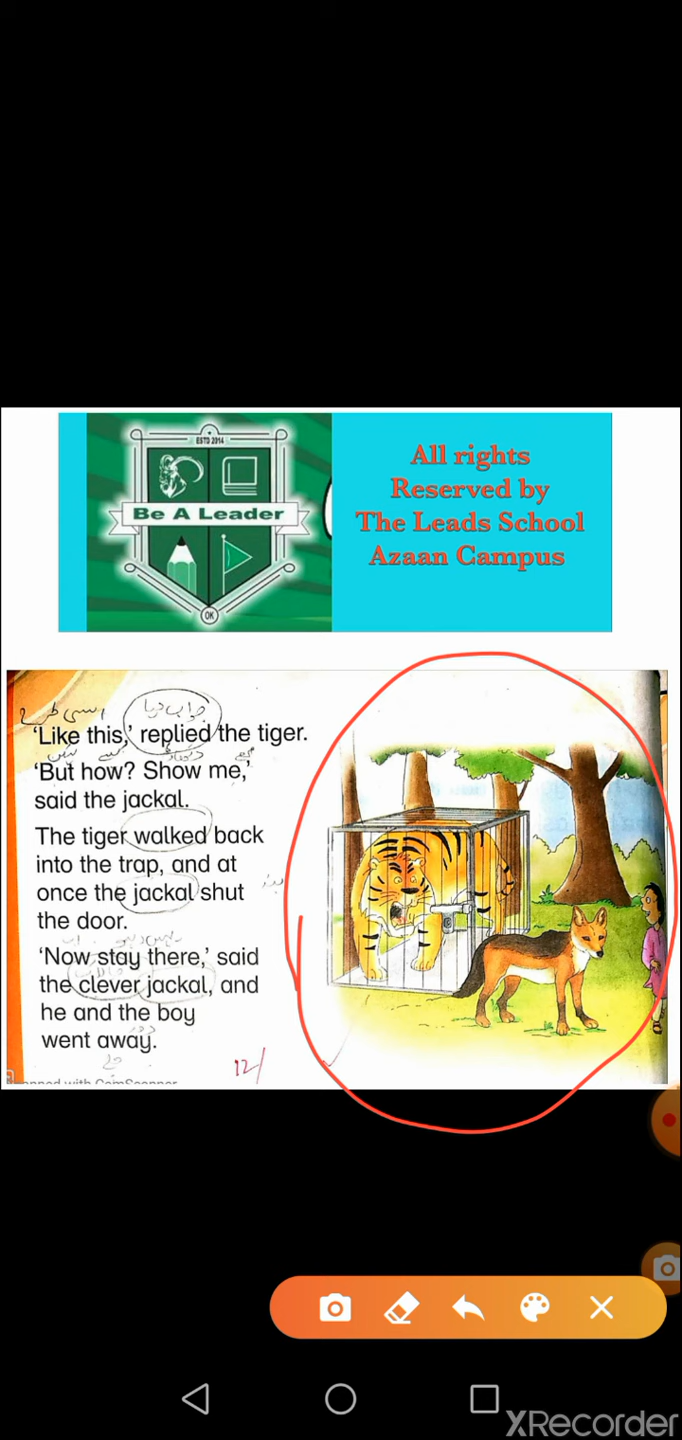 ESTD 2014
Be A Leader
OK
All rights
Reserved by
The Leads School
Azaan Campus
اسی طرح جواب دیا
‘Like this,’ replied the tiger.
‘But how? Show me,’
said the jackal.
The tiger walked back
into the trap, and at
once the jackal shut
the door.
‘Now stay there,’ said
the clever jackal, and
he and the boy
went away.
12/
XRecorder